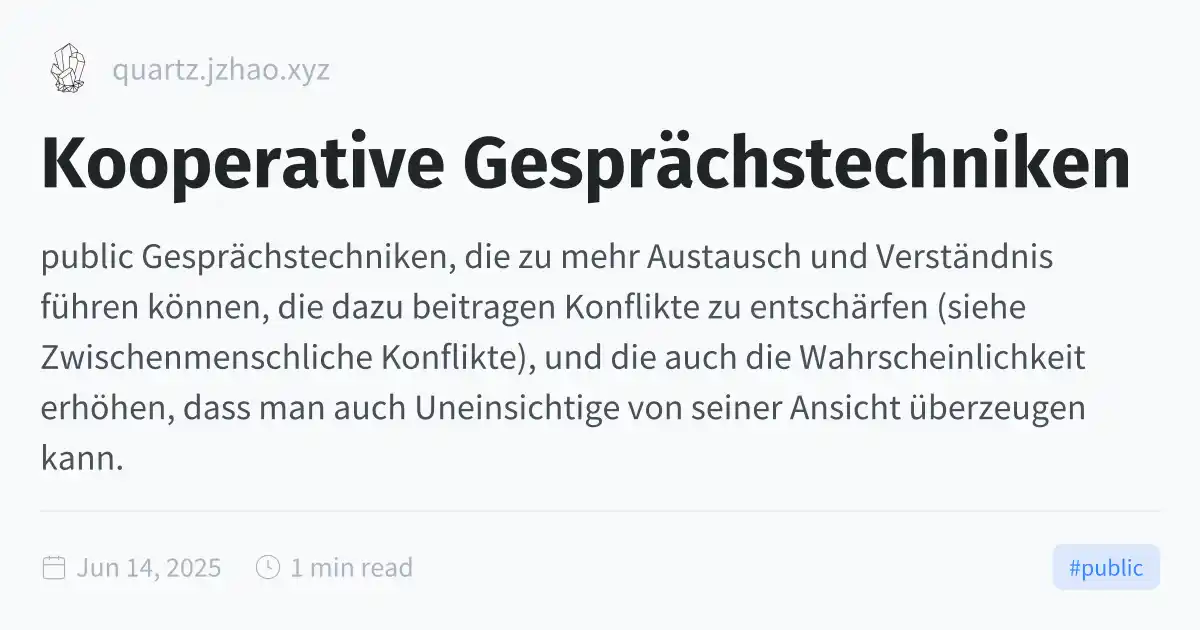 quartz.jzhao.xyz
Kooperative Gesprächstechniken
public Gesprächstechniken, die zu mehr Austausch und Verständnis
führen können, die dazu beitragen Konflikte zu entschärfen (siehe
Zwischenmenschliche Konflikte), und die auch die Wahrscheinlichkeit
erhöhen, dass man auch Uneinsichtige von seiner Ansicht überzeugen
kann.
Jun 14, 2025 1 min read #public